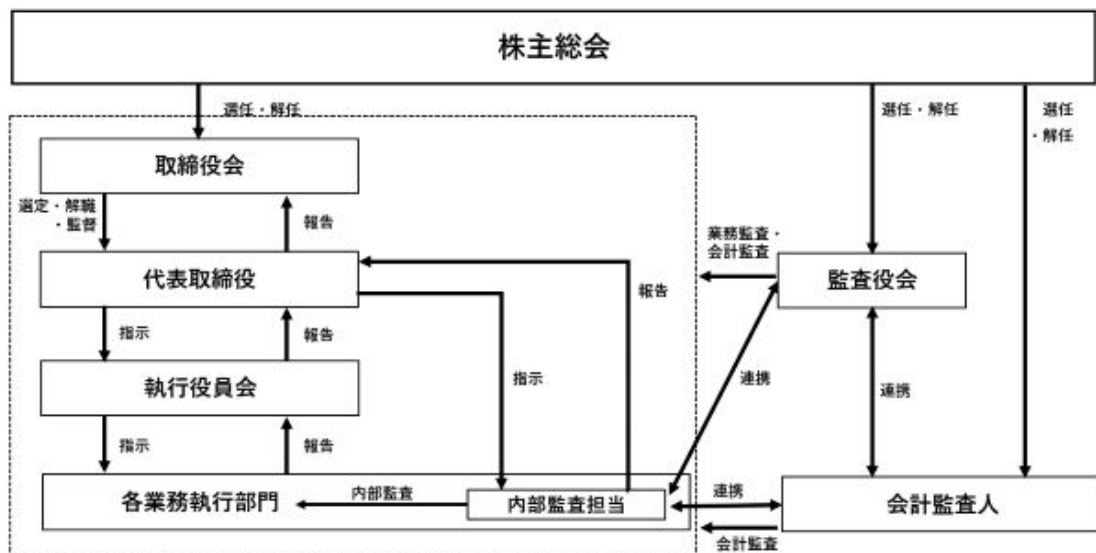 株主総会
選任・解任
選任・解任
選任
・解任
取締役会
選定・解職
・監督
報告
業務監査・
会計監査
代表取締役
監査役会
報告
指示
報告
指示
連携
連携
執行役員会
指示
報告
各業務執行部門
内部監査
内部監査担当
連携
会計監査人
会計監査